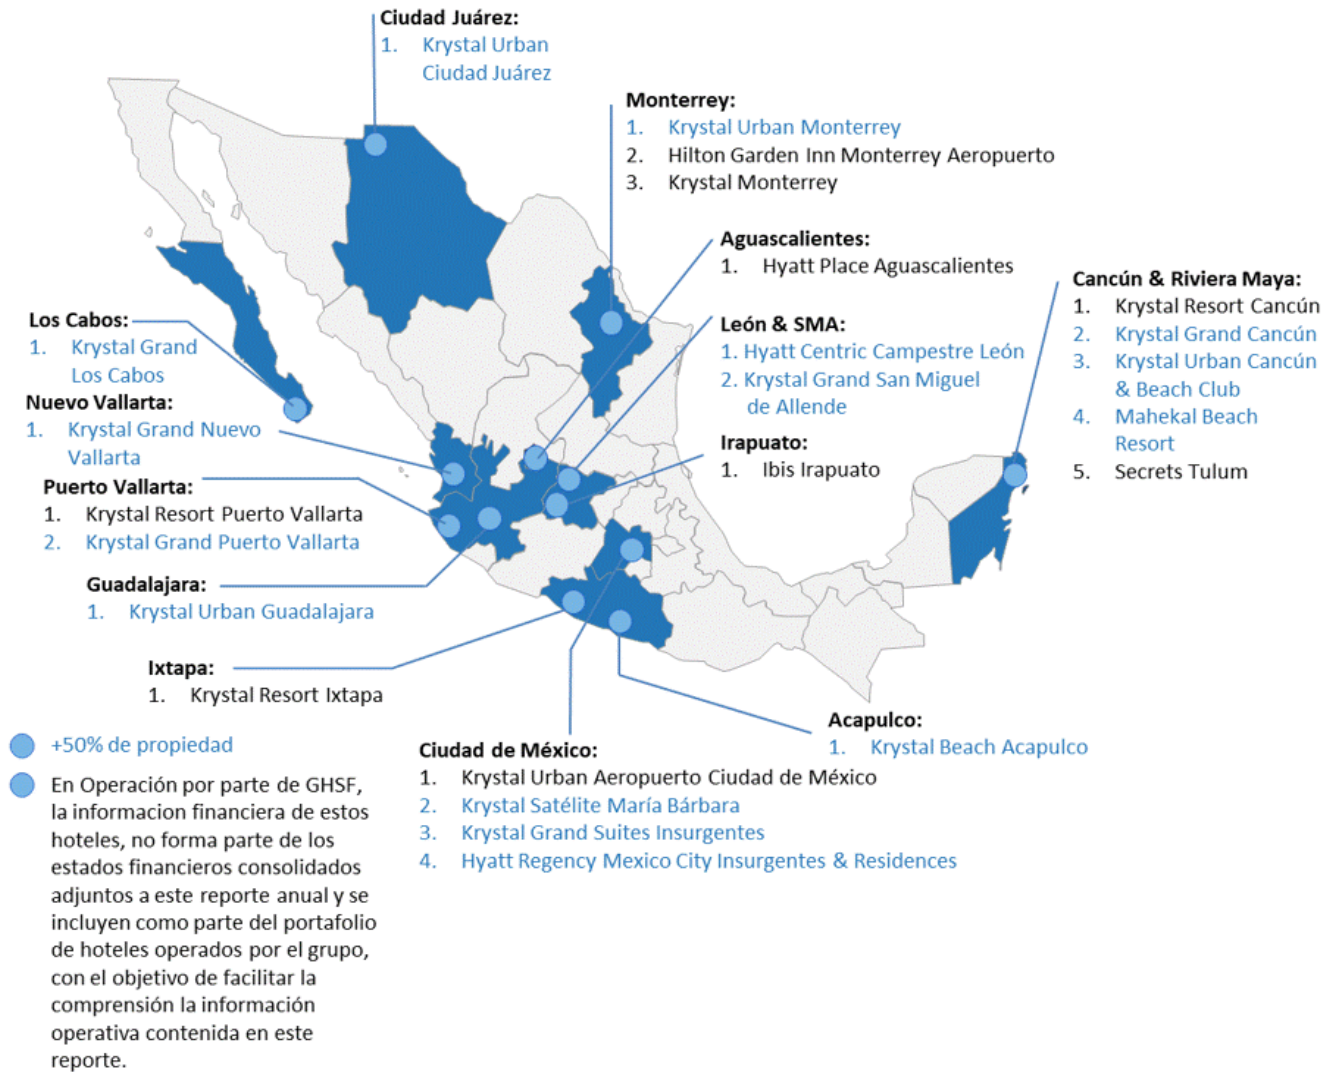 Ciudad Juárez:
1. Krystal Urban
Ciudad Juárez
Monterrey:
1. Krystal Urban Monterrey
2. Hilton Garden Inn Monterrey Aeropuerto
3. Krystal Monterrey
Aguascalientes:
1. Hyatt Place Aguascalientes
León & SMA:
1. Hyatt Centric Campestre León
2. Krystal Grand San Miguel
de Allende
Irapuato:
1. Ibis Irapuato
Cancún & Riviera Maya:
1. Krystal Resort Cancún
2. Krystal Grand Cancún
3. Krystal Urban Cancún
& Beach Club
4. Mahekal Beach
Resort
5. Secrets Tulum
Los Cabos:
1. Krystal Grand
Los Cabos
Nuevo Vallarta:
1. Krystal Grand Nuevo
Vallarta
Puerto Vallarta:
1. Krystal Resort Puerto Vallarta
2. Krystal Grand Puerto Vallarta
Guadalajara:
1. Krystal Urban Guadalajara
Ixtapa:
1. Krystal Resort Ixtapa
Acapulco:
1. Krystal Beach Acapulco
Ciudad de México:
1. Krystal Urban Aeropuerto Ciudad de México
2. Krystal Satélite María Bárbara
3. Krystal Grand Suites Insurgentes
4. Hyatt Regency Mexico City Insurgentes & Residences
+50% de propiedad
En Operación por parte de GHSF,
la informacion financiera de estos
hoteles, no forma parte de los
estados financieros consolidados
adjuntos a este reporte anual y se
incluyen como parte del portafolio
de hoteles operados por el grupo,
con el objetivo de facilitar la
comprensión la información
operativa contenida en este
reporte.